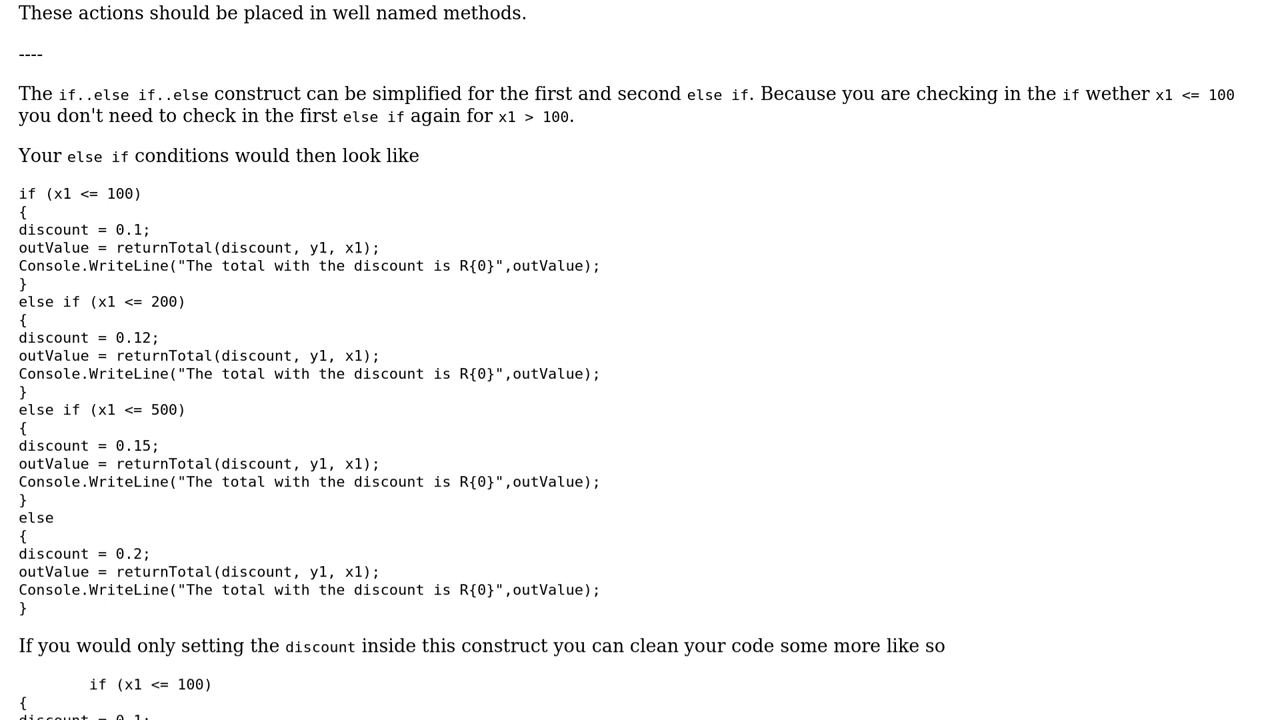 These actions should be placed in well named methods.
----
The if..else if..else construct can be simplified for the first and second else if. Because you are checking in the if wether x1 <= 100
you don't need to check in the first else if again for x1 > 100.
Your else if conditions would then look like
if (x1 <= 100)
{
discount = 0.1;
outValue = returnTotal(discount, y1, x1);
Console.WriteLine("The total with the discount is R{0}",outValue);
}
else if (x1 <= 200)
{
discount = 0.12;
outValue = returnTotal(discount, y1, x1);
Console.WriteLine("The total with the discount is R{0}",outValue);
}
else if (x1 <= 500)
{
discount = 0.15;
outValue = returnTotal(discount, y1, x1);
Console.WriteLine("The total with the discount is R{0}",outValue);
}
else
{
discount = 0.2;
outValue = returnTotal(discount, y1, x1);
Console.WriteLine("The total with the discount is R{0}",outValue);
}
If you would only setting the discount inside this construct you can clean your code some more like so
if (x1 <= 100)
{
discount = 0.1;